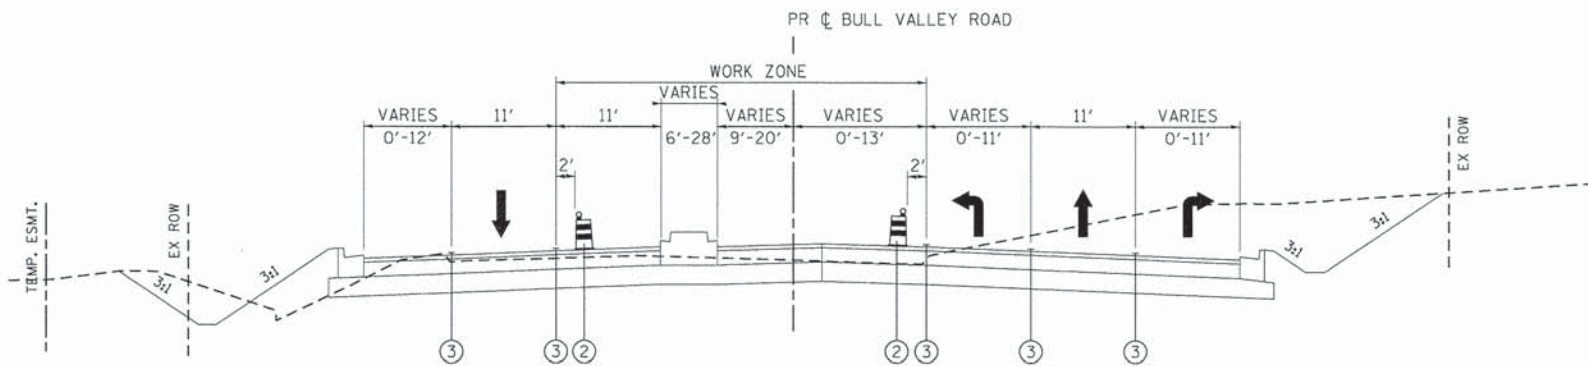 PR ℄ BULL VALLEY ROAD
WORK ZONE
VARIES
VARIES 11' 11' VARIES VARIES VARIES 11' VARIES
0'-12' 6'-28' 9'-20' 0'-13' 0'-11' 0'-11'
2' 2'
EX ROW
TEMP. ESMT.
EX ROW
3:1
3:1
3:1
3:1
3 3 2 2 3 3 3